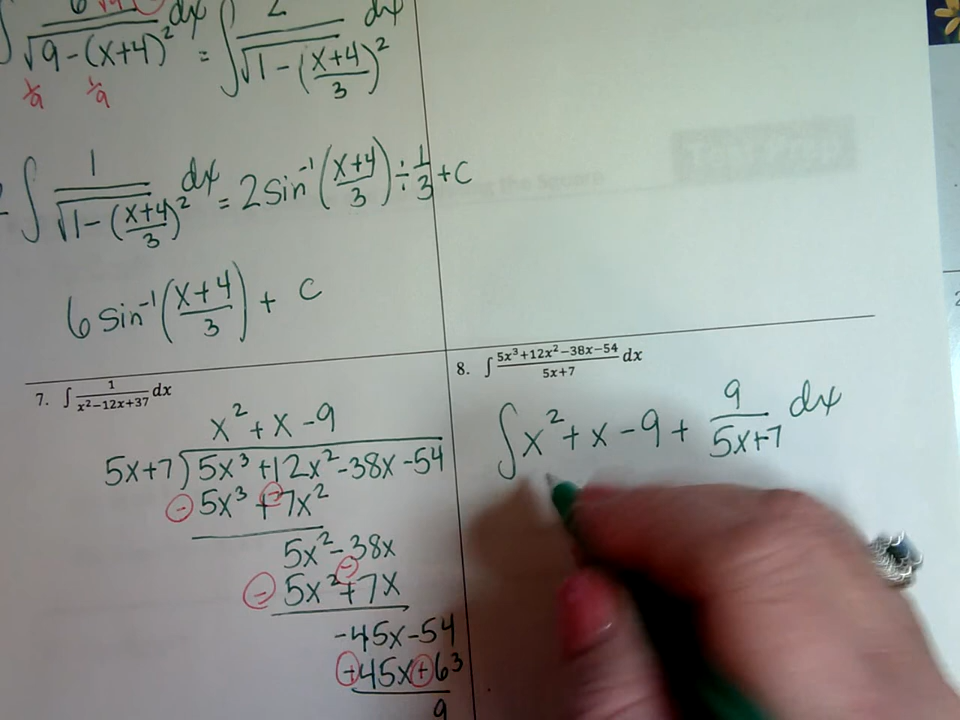 ∫ 6 / √(9 - (x+4)²) dx = ∫ 2 / √(1 - ((x+4)/3)²) dx
1/9 1/9
∫ 1 / √(1 - ((x+4)/3)²) dx = 2 sin⁻¹((x+4)/3) ÷ 1/3 + C
6 sin⁻¹((x+4)/3) + C
7. ∫ 1/(x²-12x+37) dx
x² + x - 9
5x+7 ) 5x³ + 12x² - 38x - 54
⊖ 5x³ + ⊖ 7x²
5x² - 38x
⊖ 5x² + ⊖ 7x
-45x - 54
+45x + 63
9
8. ∫ (5x³+12x²-38x-54)/(5x+7) dx
∫ x² + x - 9 + 9/(5x+7) dx